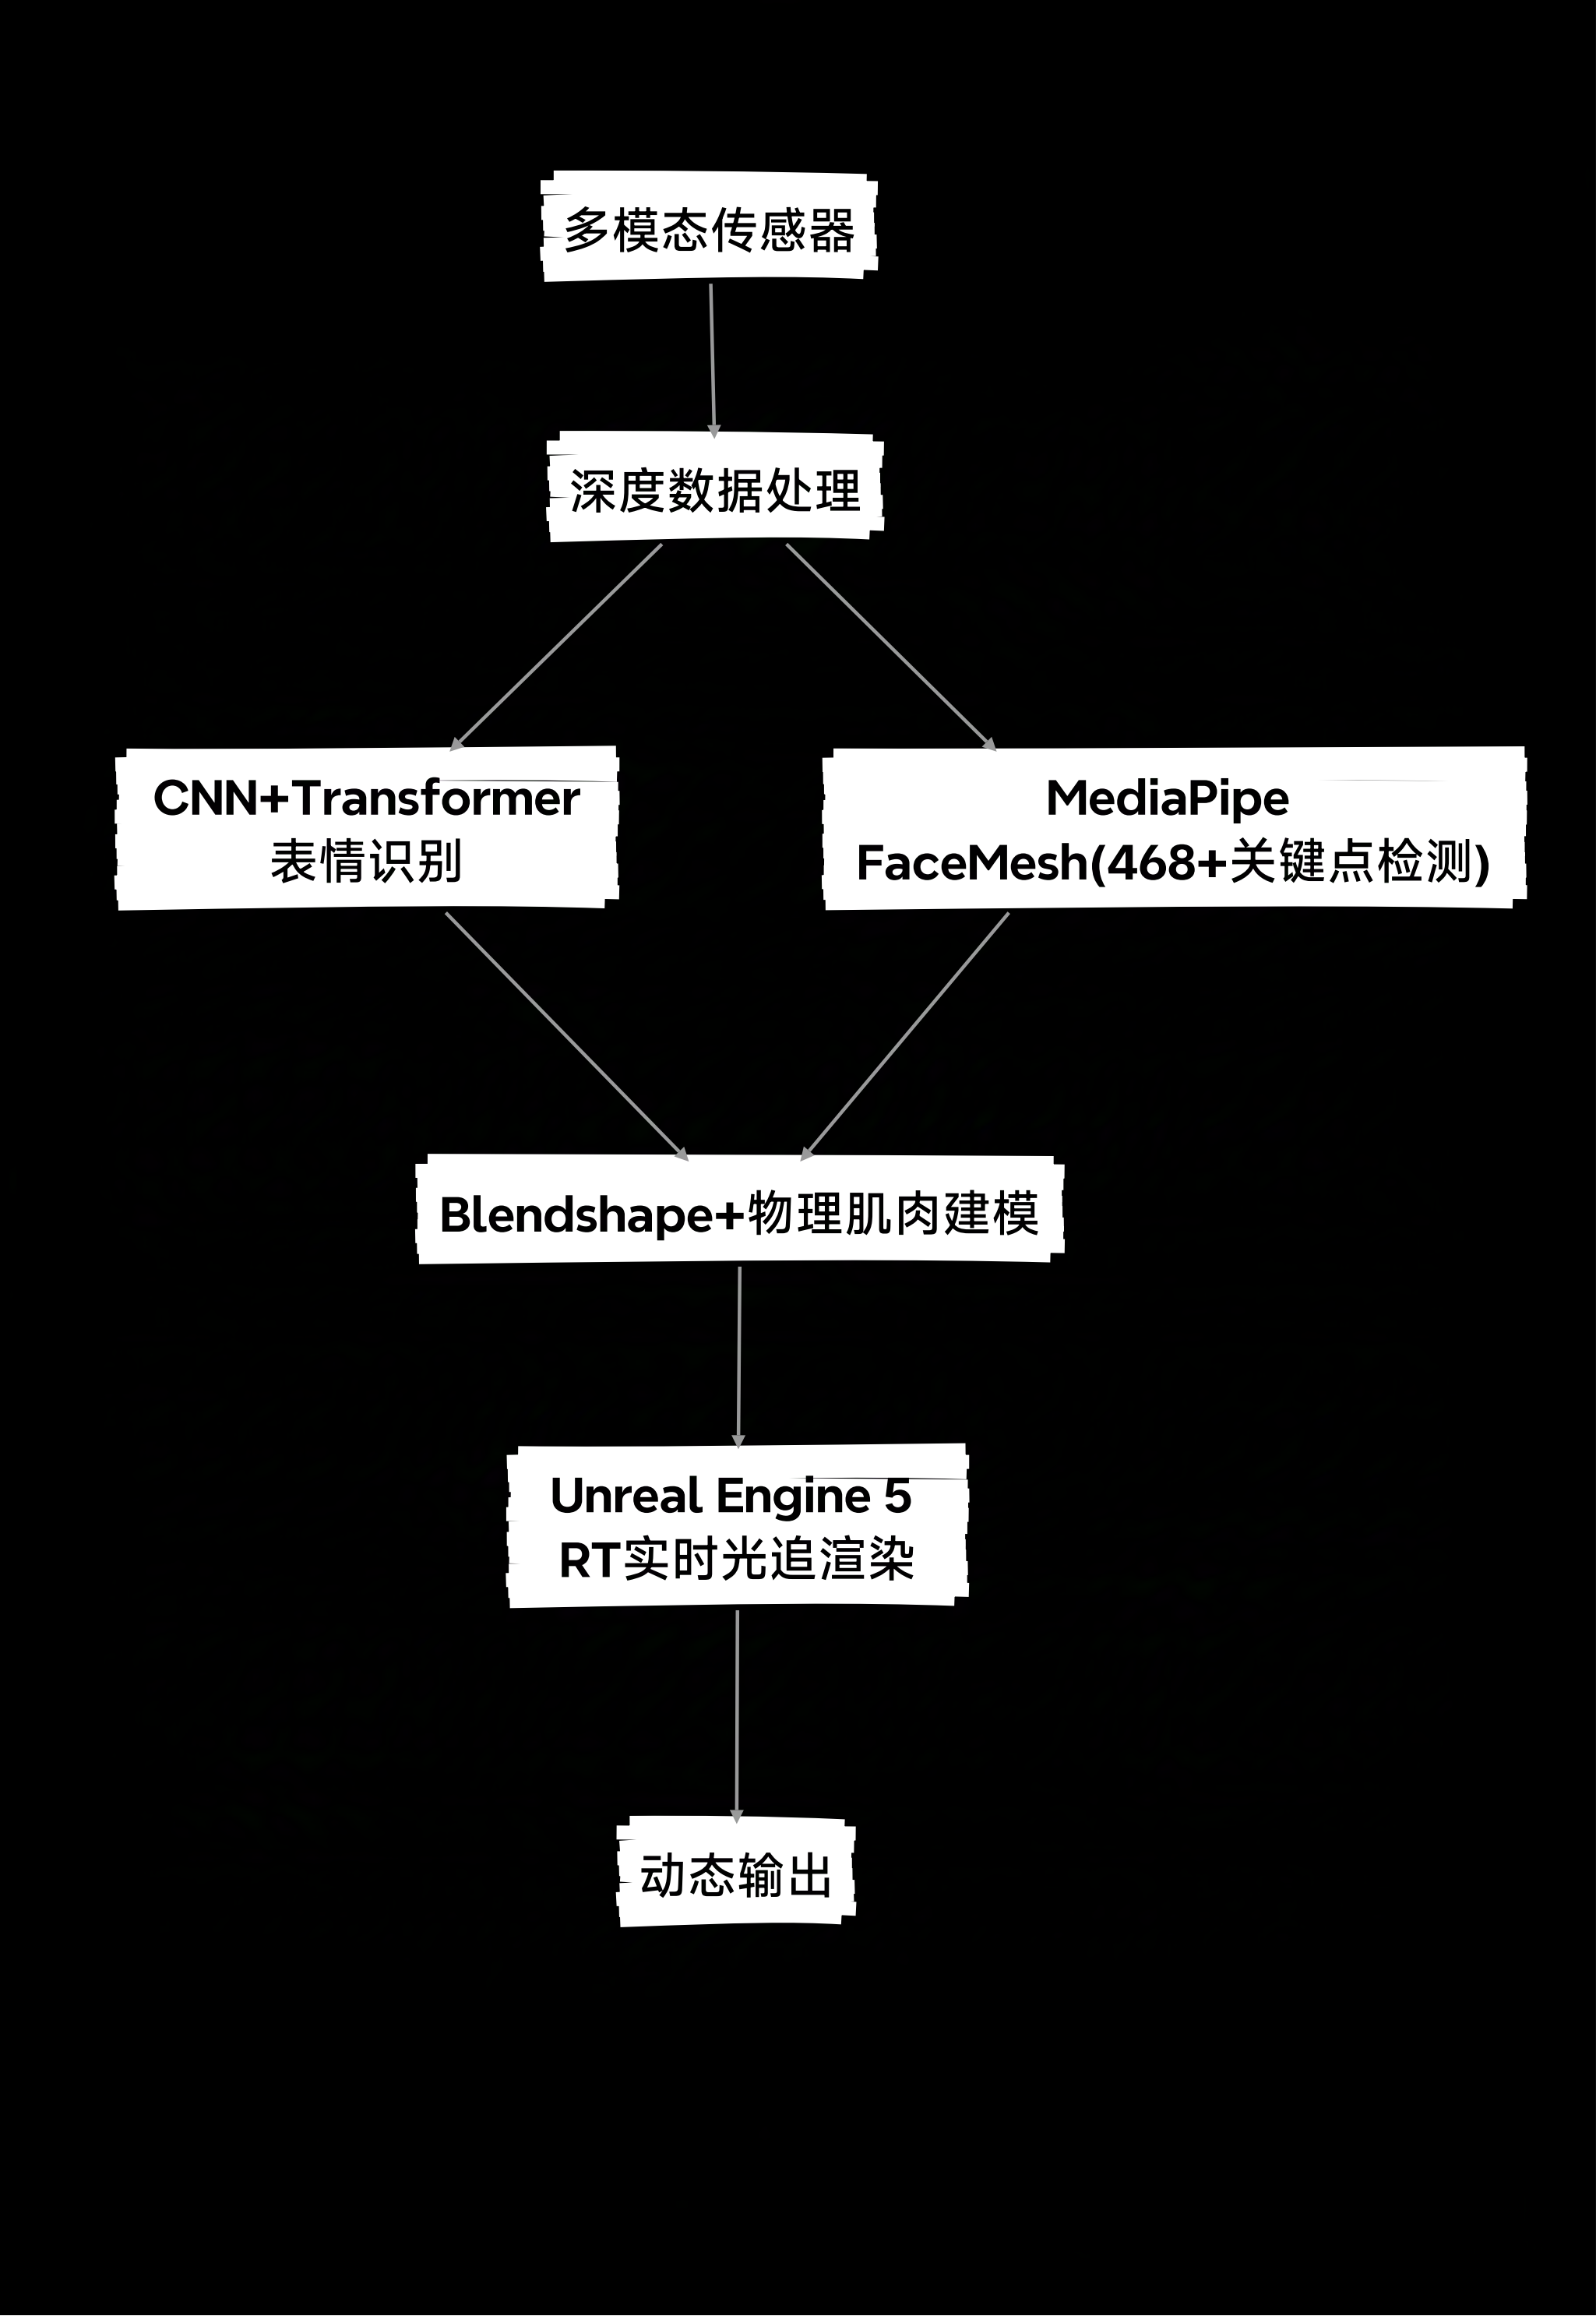 多模态传感器
深度数据处理
CNN+Transformer
表情识别
MediaPipe
FaceMesh(468+关键点检测)
Blendshape+物理肌肉建模
Unreal Engine 5
RT实时光追渲染
动态输出